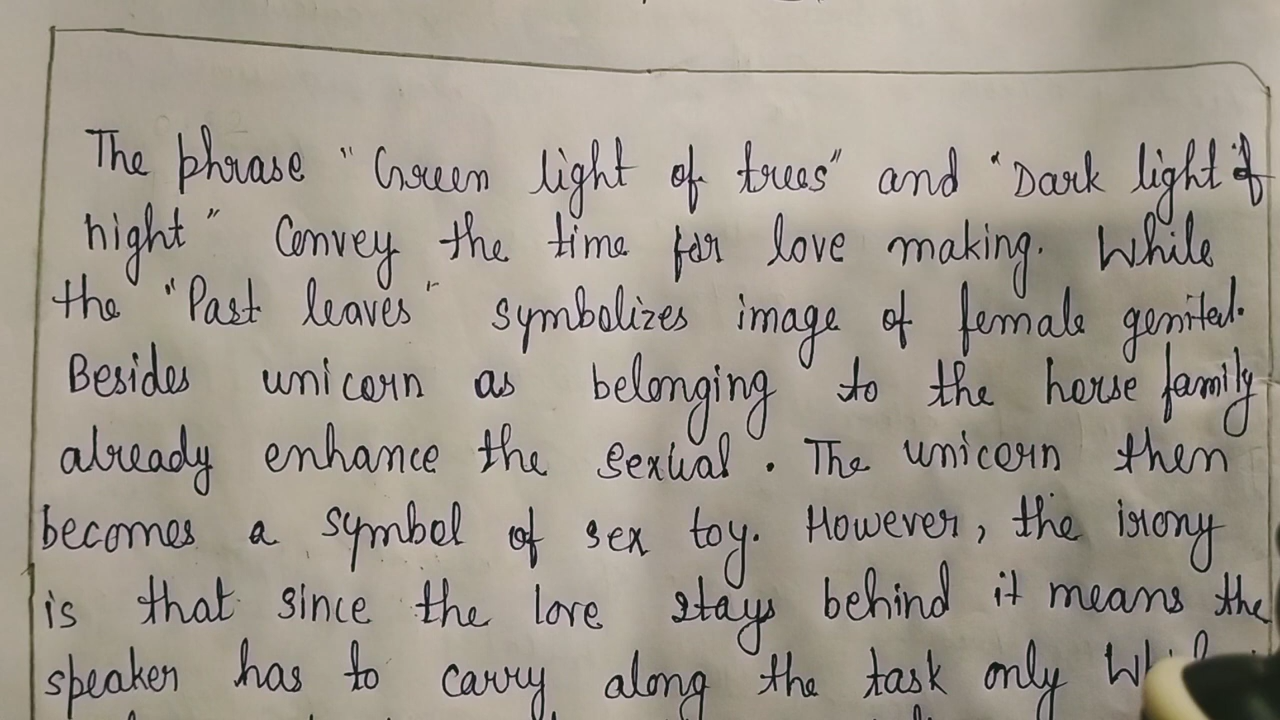 The phrase "Green light of trees" and "Dark light of
night" Convey the time for love making. While
the "Past leaves" symbolizes image of female genital.
Besides unicorn as belonging to the horse family
already enhance the sexual. The unicorn then
becomes a symbol of sex toy. However, the irony
is that since the love stays behind it means the
speaker has to carry along the task only